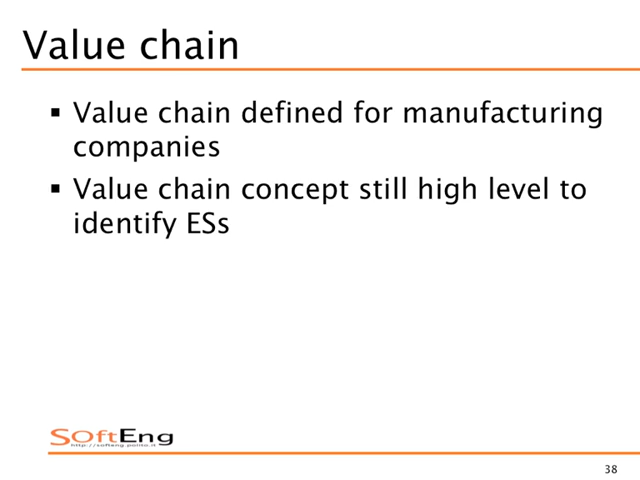 Value chain
▪ Value chain defined for manufacturing
companies
▪ Value chain concept still high level to
identify ESs
SOftEng
http://softeng.polito.it
38